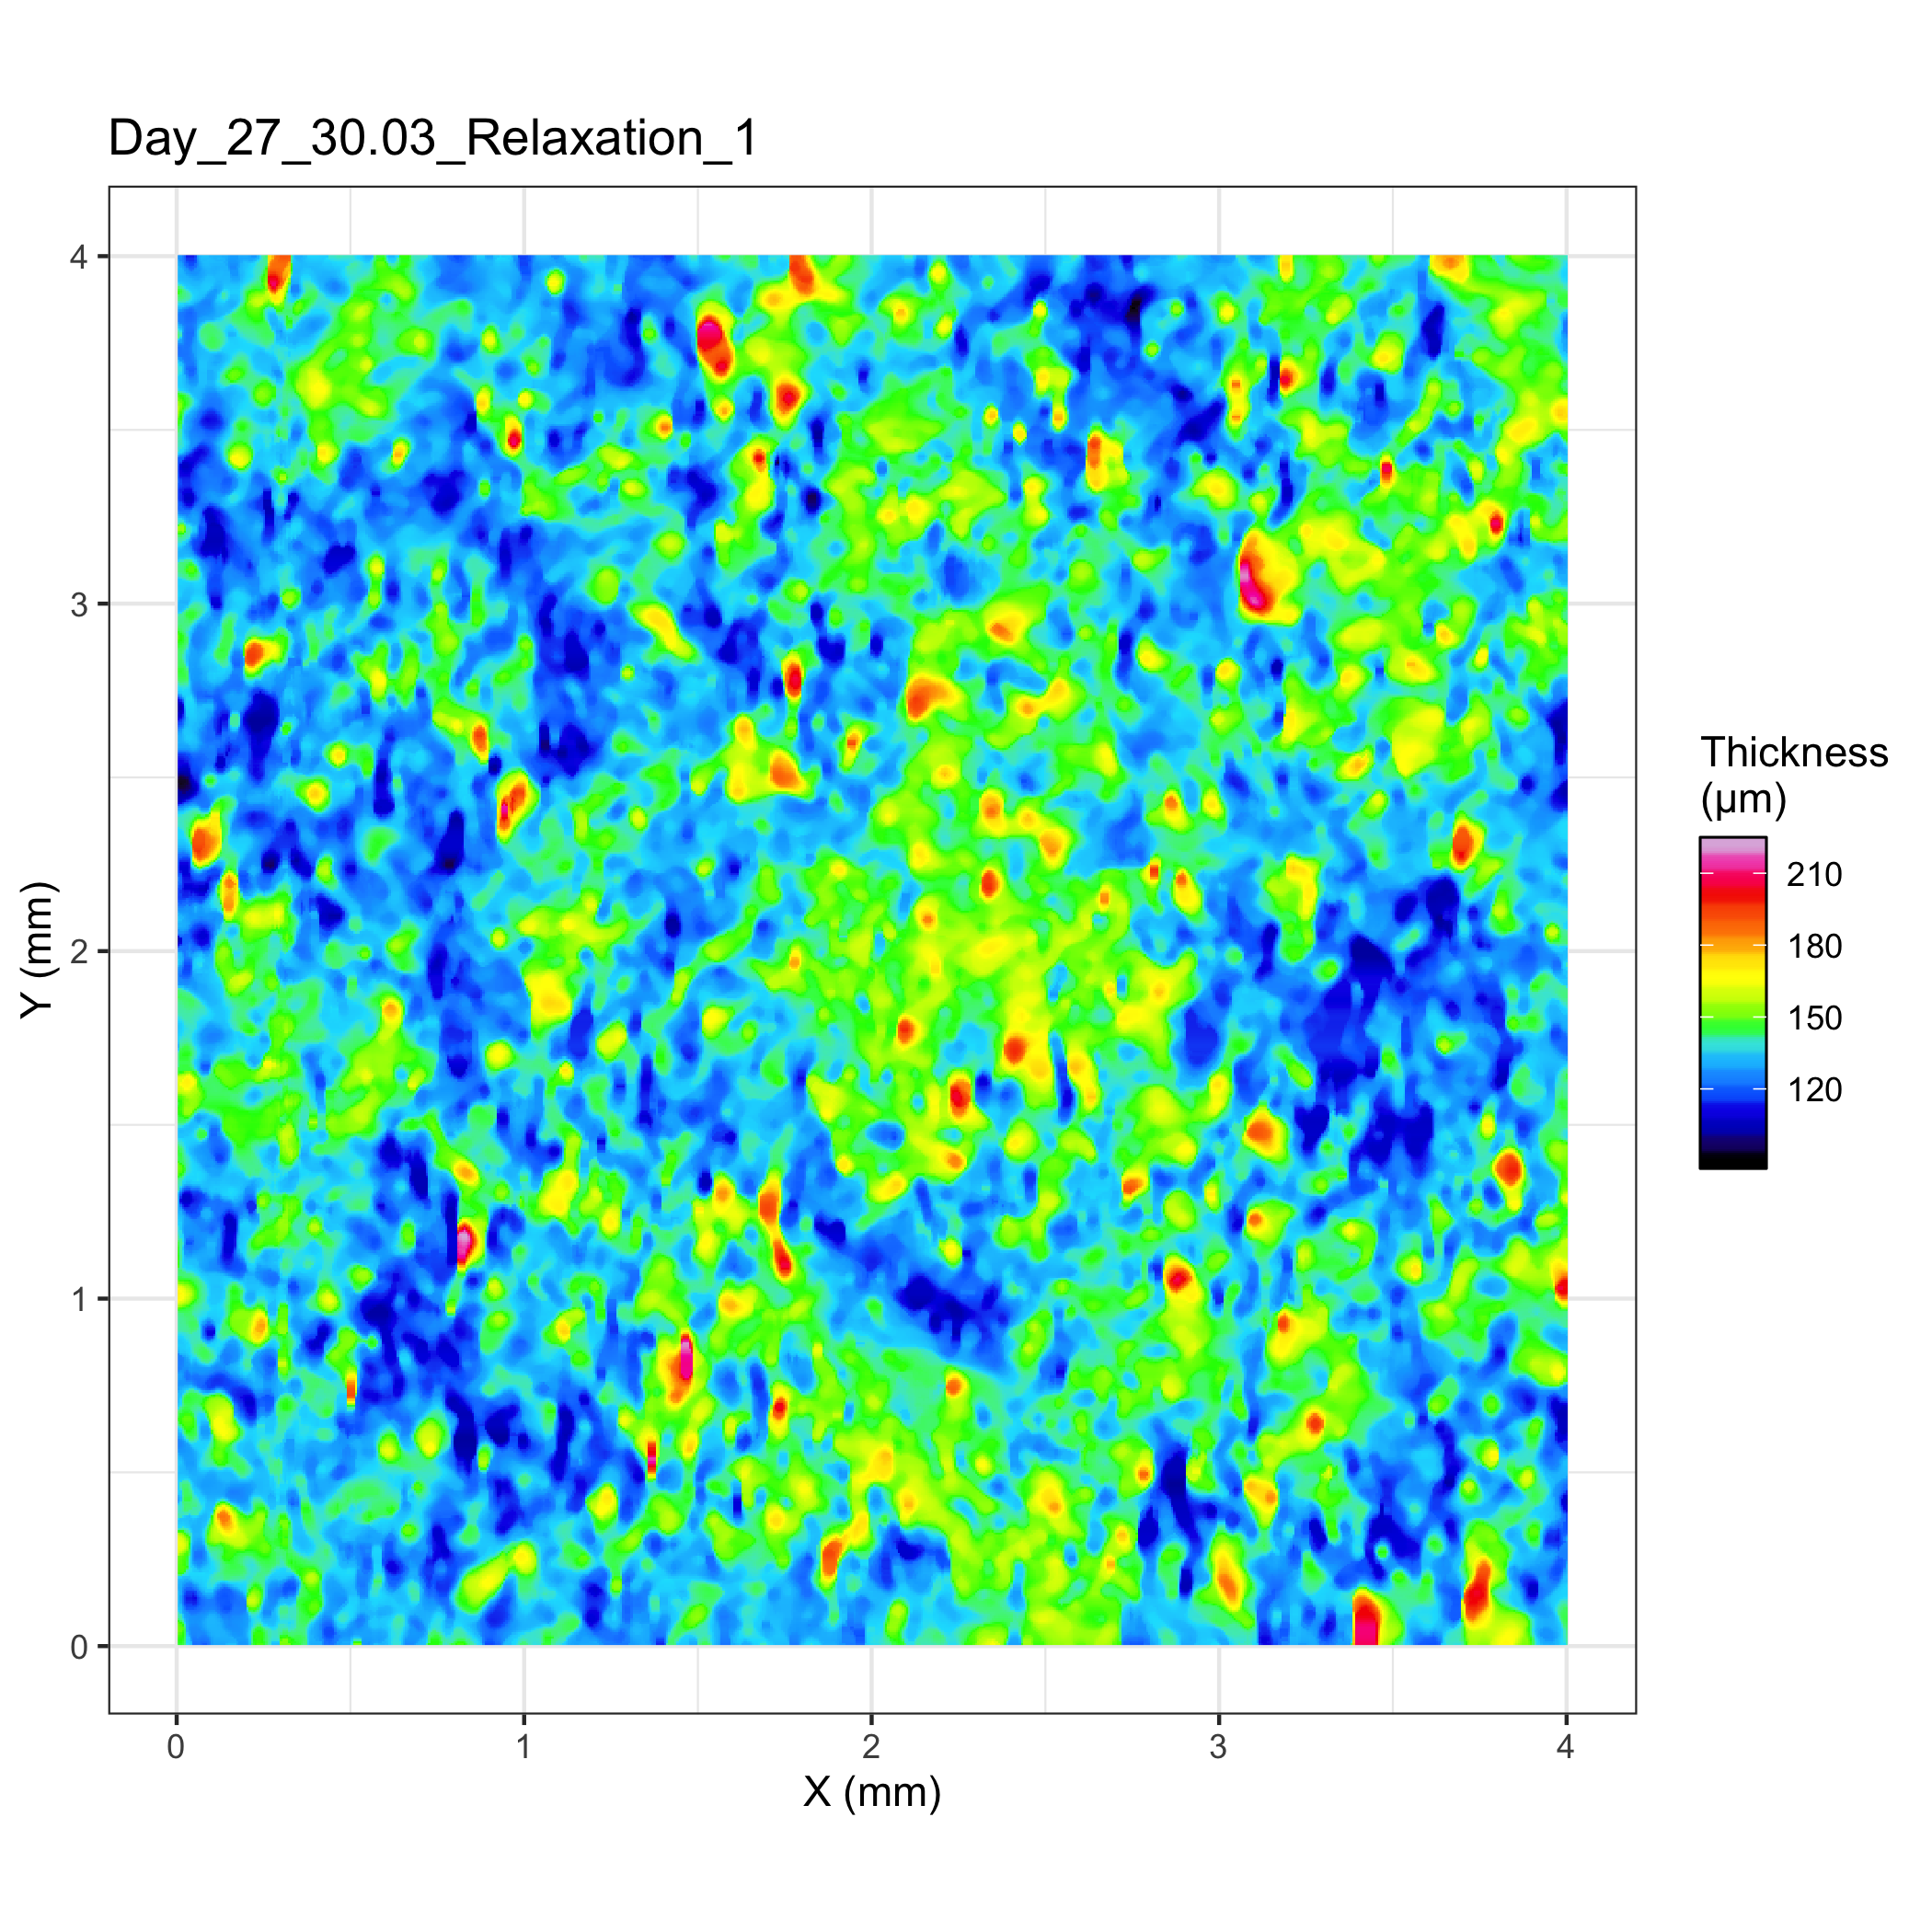 Day_27_30.03_Relaxation_1
4
3
2
1
0
Y (mm)
0 1 2 3 4
X (mm)
Thickness
(μm)
210
180
150
120